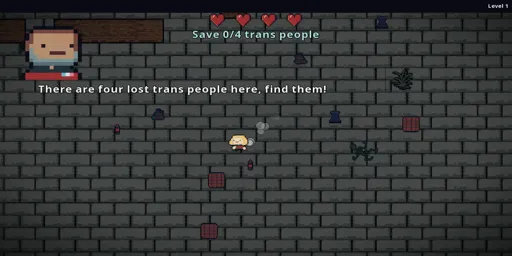 Level 1
Save 0/4 trans people
There are four lost trans people here, find them!